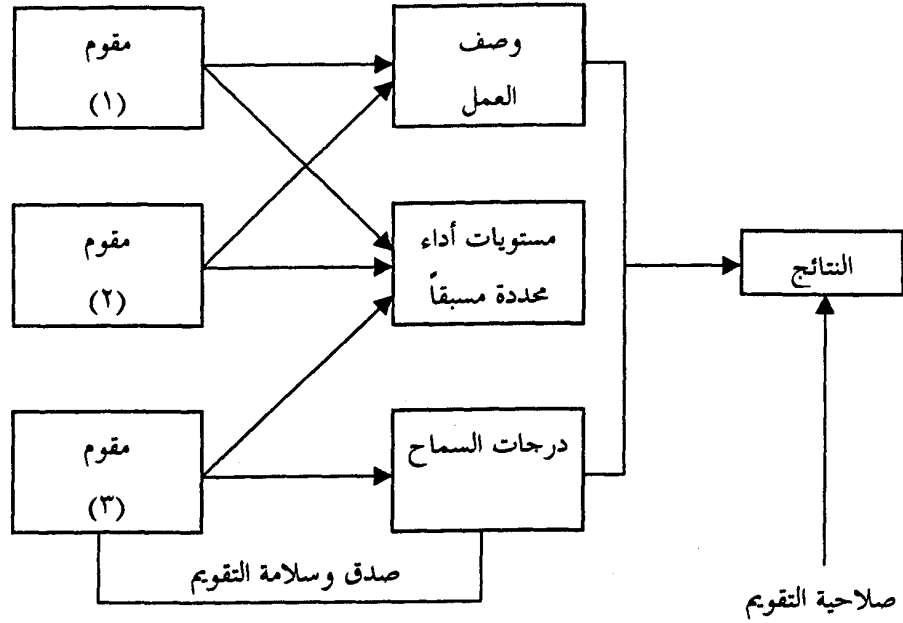 مقوم
(١)
وصف
العمل
مقوم
(٢)
مستويات أداء
محددة مسبقاً
النتائج
مقوم
(٣)
درجات السماح
صدق وسلامة التقويم
صلاحية التقويم